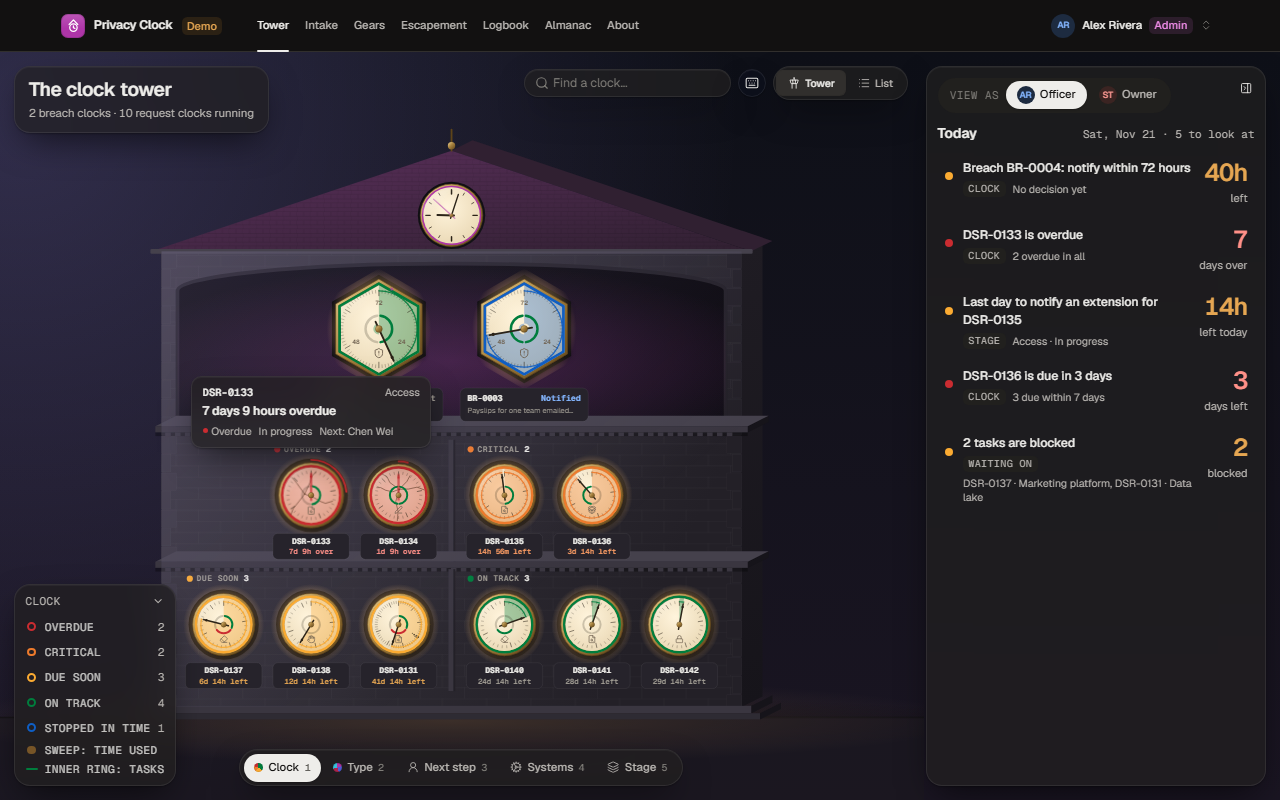 Privacy Clock Demo Tower Intake Gears Escapement Logbook Almanac About AR Alex Rivera Admin
The clock tower
2 breach clocks · 10 request clocks running
Find a clock...
Tower List
VIEW AS AR Officer ST Owner
Today Sat, Nov 21 · 5 to look at
Breach BR-0004: notify within 72 hours 40h
CLOCK No decision yet left
DSR-0133 is overdue 7
CLOCK 2 overdue in all days over
Last day to notify an extension for 14h
DSR-0135 left today
STAGE Access · In progress
DSR-0136 is due in 3 days 3
CLOCK 3 due within 7 days days left
2 tasks are blocked 2
WAITING ON blocked
DSR-0137 · Marketing platform, DSR-0131 · Data
lake
72 24 48
72 24 48
DSR-0133 Access
7 days 9 hours overdue
Overdue In progress Next: Chen Wei
BR-0003 Notified
Payslips for one team emailed...
OVERDUE 2 CRITICAL 2
DSR-0133 DSR-0134 DSR-0135 DSR-0136
7d 9h over 1d 9h over 14h 56m left 3d 14h left
DUE SOON 3 ON TRACK 3
DSR-0137 DSR-0138 DSR-0131 DSR-0140 DSR-0141 DSR-0142
6d 14h left 12d 14h left 41d 14h left 24d 14h left 28d 14h left 29d 14h left
CLOCK
OVERDUE 2
CRITICAL 2
DUE SOON 3
ON TRACK 4
STOPPED IN TIME 1
SWEEP: TIME USED
INNER RING: TASKS
Clock 1 Type 2 Next step 3 Systems 4 Stage 5